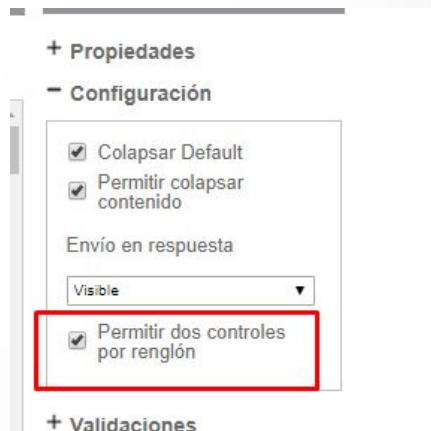 + Propiedades
− Configuración
Colapsar Default
Permitir colapsar
contenido
Envío en respuesta
Visible
Permitir dos controles
por renglón
+ Validaciones